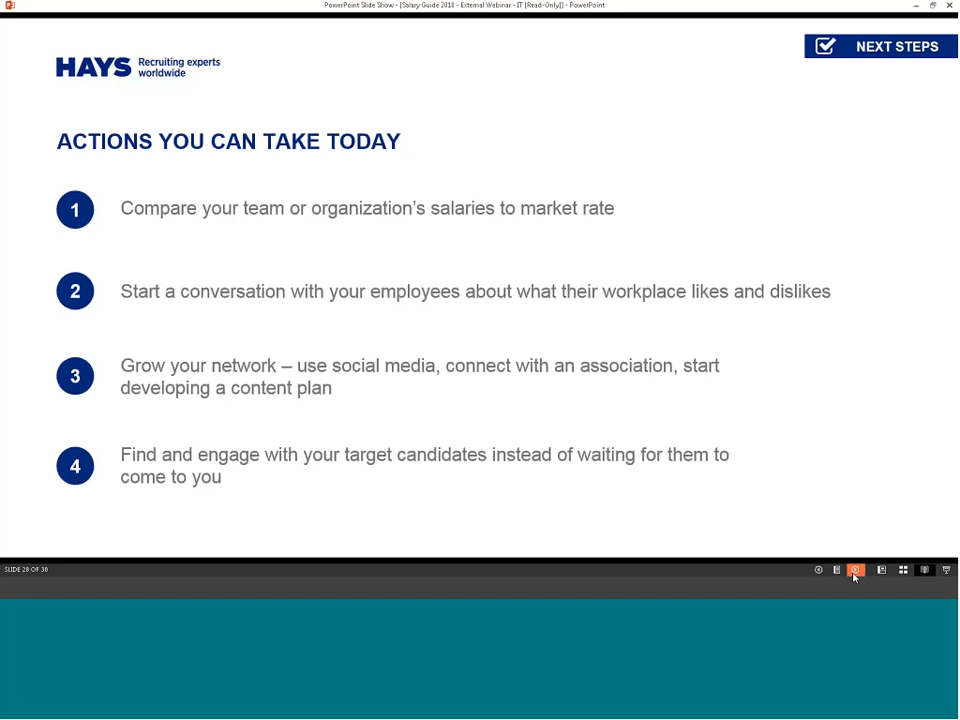 PowerPoint Slide Show - [Salary Guide 2018 - External Webinar - IT [Read-Only]] - PowerPoint
NEXT STEPS
HAYS Recruiting experts
worldwide
ACTIONS YOU CAN TAKE TODAY
1 Compare your team or organization's salaries to market rate
2 Start a conversation with your employees about what their workplace likes and dislikes
3 Grow your network – use social media, connect with an association, start
developing a content plan
4 Find and engage with your target candidates instead of waiting for them to
come to you
SLIDE 28 OF 30